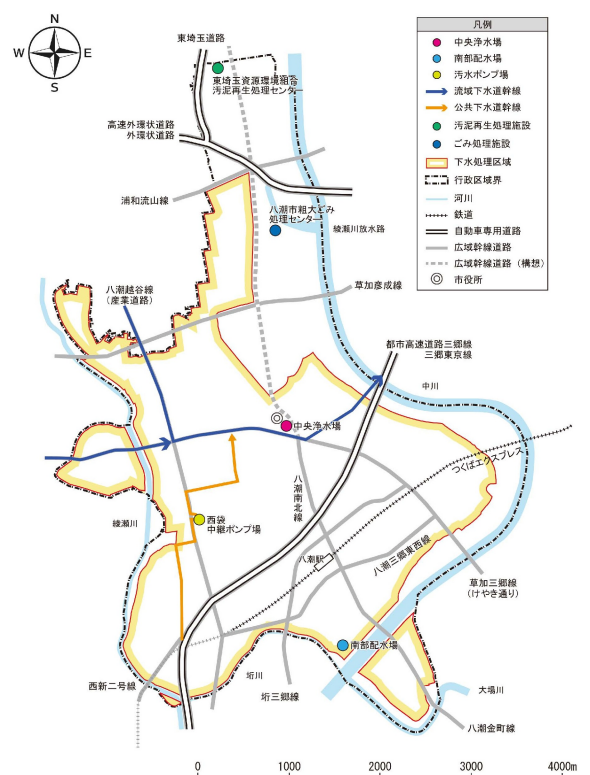 N
W
E
S
東埼玉道路
東埼玉資源環境組合
汚泥再生処理センター
高速外環状道路
外環状道路
浦和流山線
八潮市粗大ごみ
処理センター
綾瀬川放水路
八潮越谷線
(産業道路)
草加彦成線
都市高速道路三郷線
三郷東京線
中川
中央浄水場
つくばエクスプレス
八潮南北線
綾瀬川
西袋
中継ポンプ場
八潮駅
八潮三郷東西線
草加三郷線
(けやき通り)
南部配水場
西新二号線
垳川
垳三郷線
大場川
八潮金町線
凡例
中央浄水場
南部配水場
汚水ポンプ場
流域下水道幹線
公共下水道幹線
汚泥再生処理施設
ごみ処理施設
下水処理区域
行政区域界
河川
鉄道
自動車専用道路
広域幹線道路
広域幹線道路(構想)
市役所
0 1000 2000 3000 4000m